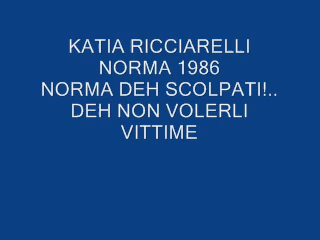 KATIA RICCIARELLI
NORMA 1986
NORMA DEH SCOLPATI!..
DEH NON VOLERLI
VITTIME